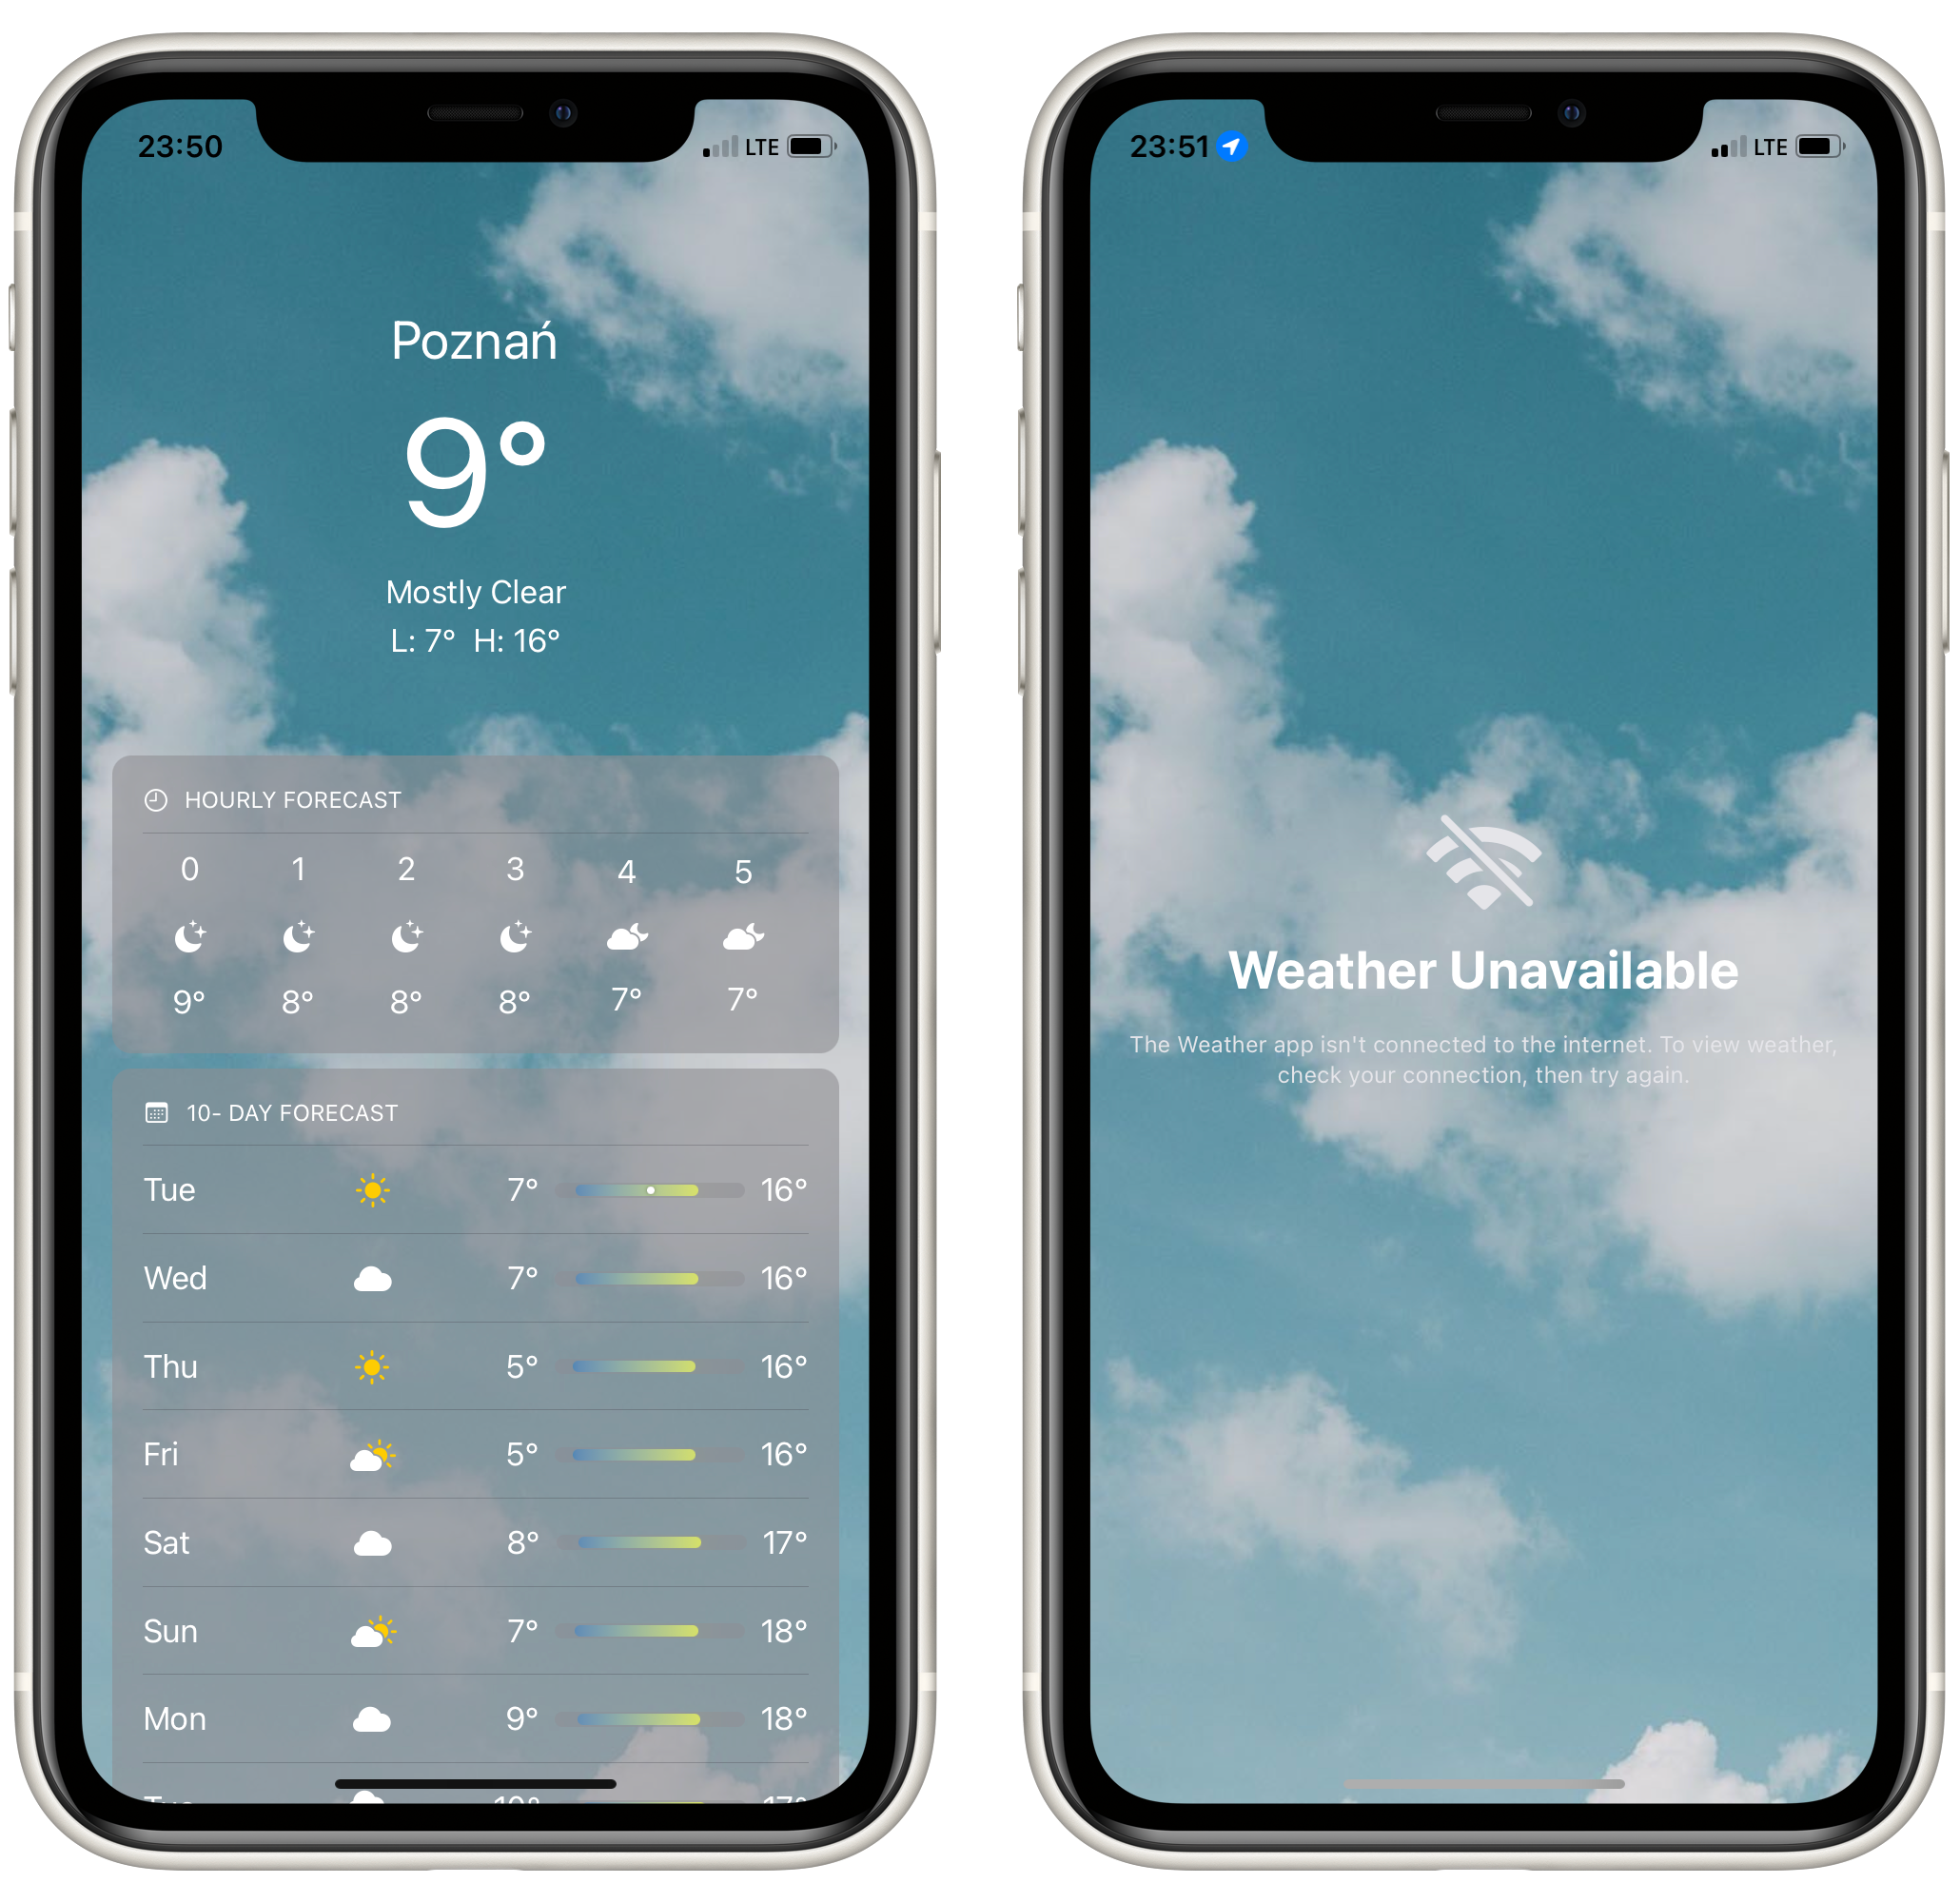 23:50
LTE
Poznań
9°
Mostly Clear
L: 7° H: 16°
HOURLY FORECAST
0 1 2 3 4 5
9° 8° 8° 8° 7° 7°
10- DAY FORECAST
Tue 7° 16°
Wed 7° 16°
Thu 5° 16°
Fri 5° 16°
Sat 8° 17°
Sun 7° 18°
Mon 9° 18°
Tue 10° 17°
23:51
LTE
Weather Unavailable
The Weather app isn't connected to the internet. To view weather,
check your connection, then try again.